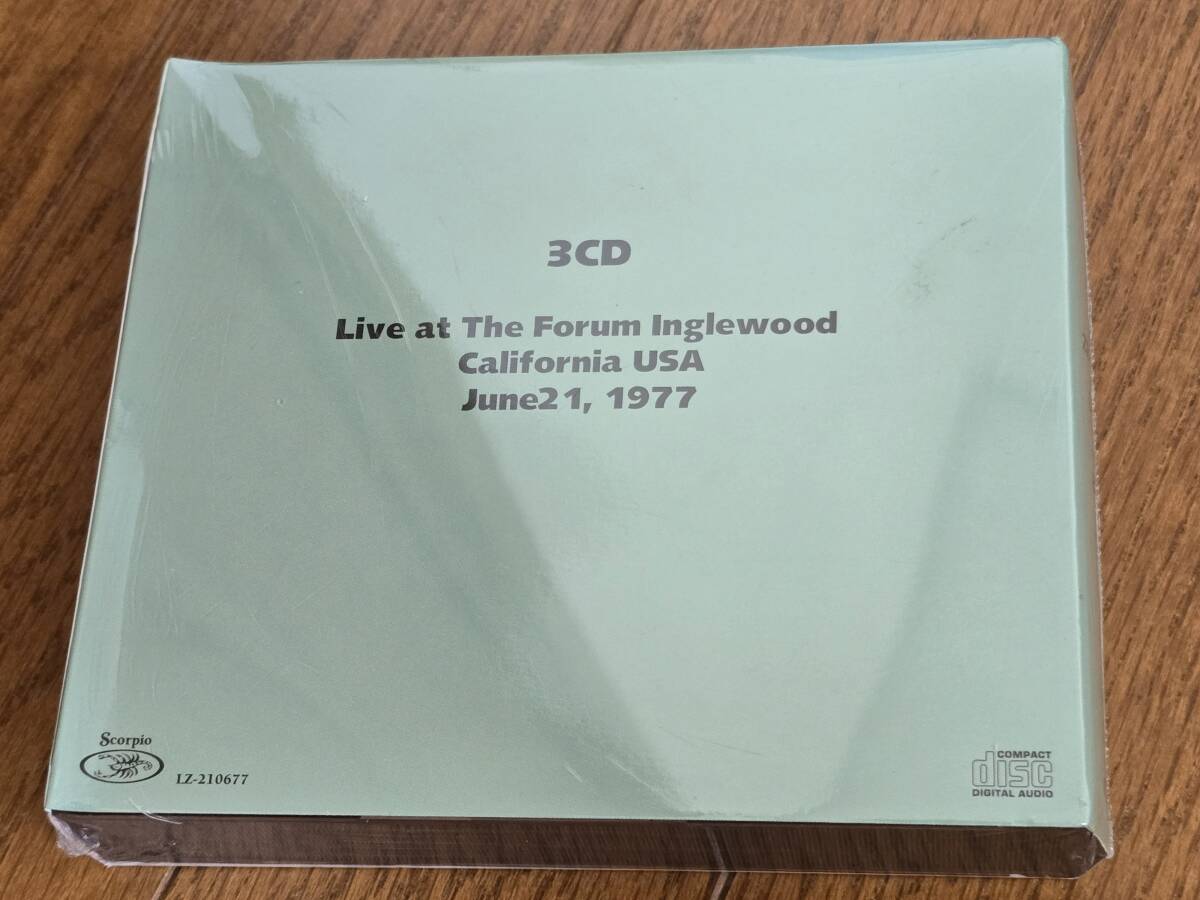 3CD
Live at The Forum Inglewood
California USA
June21, 1977
Scorpio
LZ-210677
COMPACT
disc
DIGITAL AUDIO